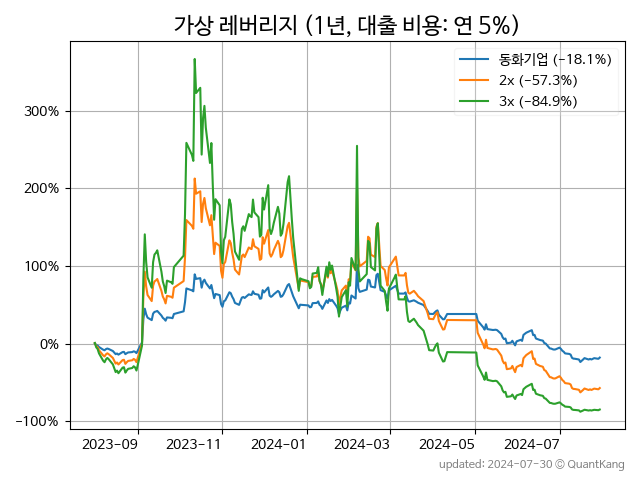 가상 레버리지 (1년, 대출 비용: 연 5%)
동화기업 (-18.1%)
2x (-57.3%)
3x (-84.9%)
300%
200%
100%
0%
-100%
2023-09 2023-11 2024-01 2024-03 2024-05 2024-07
updated: 2024-07-30 © QuantKang